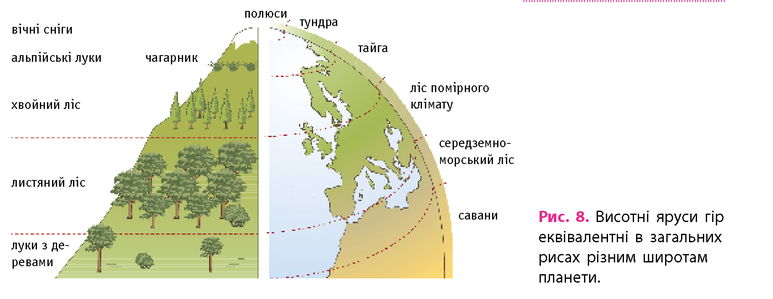 полюси
тундра
вічні сніги
тайга
альпійські луки
чагарник
ліс помірного
клімату
хвойний ліс
середземно-
морський ліс
листяний ліс
савани
луки з де-
ревами
Рис. 8. Висотні яруси гір
еквівалентні в загальних
рисах різним широтам
планети.